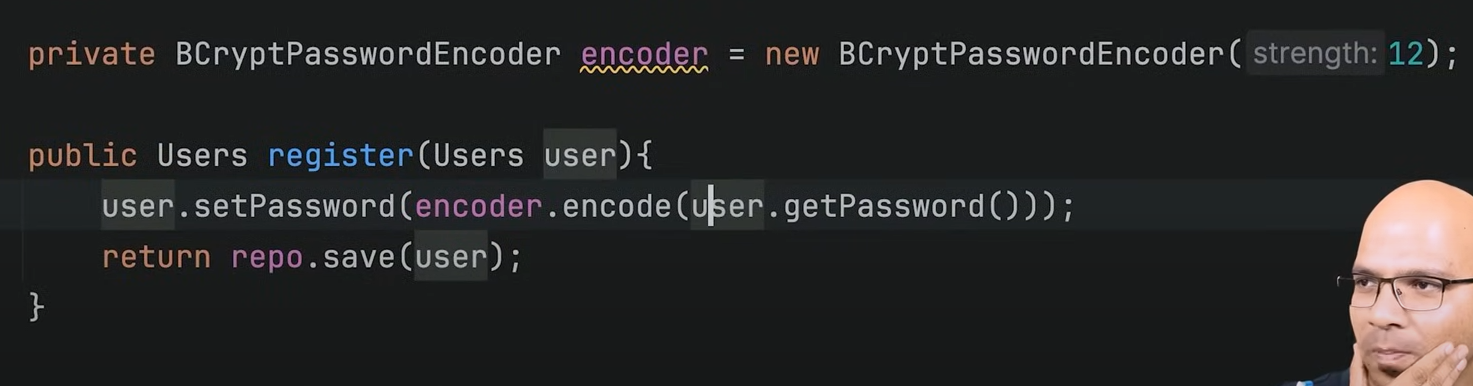 private BCryptPasswordEncoder encoder = new BCryptPasswordEncoder( strength: 12);
public Users register(Users user){
user.setPassword(encoder.encode(user.getPassword()));
return repo.save(user);
}